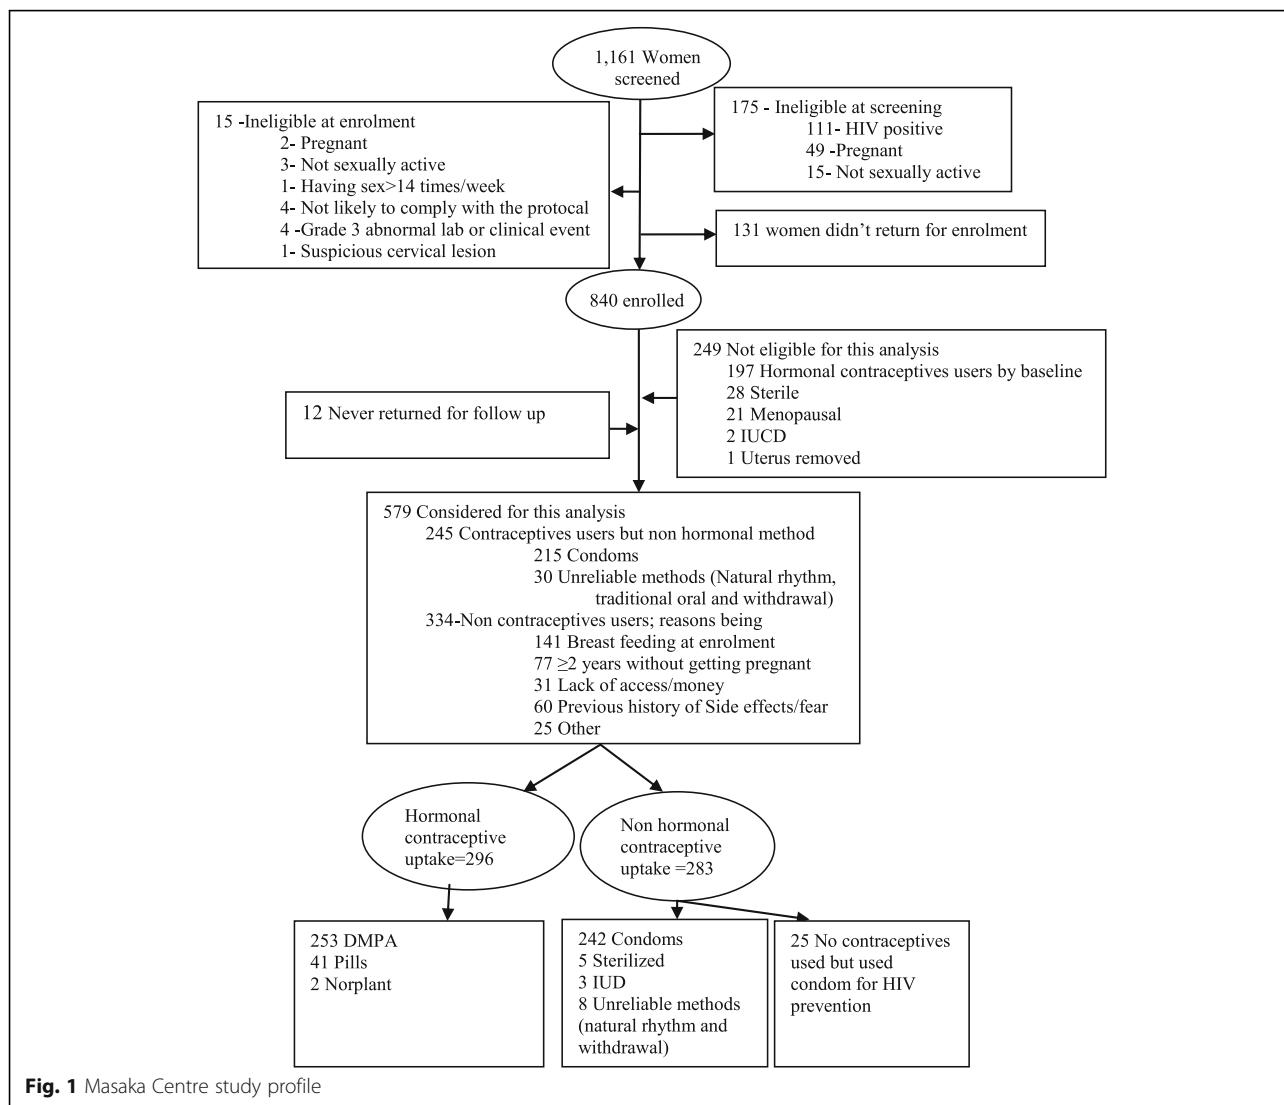 1,161 Women
screened
15 -Ineligible at enrolment
2- Pregnant
3- Not sexually active
1- Having sex>14 times/week
4- Not likely to comply with the protocal
4 -Grade 3 abnormal lab or clinical event
1- Suspicious cervical lesion
175 - Ineligible at screening
111- HIV positive
49 -Pregnant
15- Not sexually active
131 women didn't return for enrolment
840 enrolled
249 Not eligible for this analysis
197 Hormonal contraceptives users by baseline
28 Sterile
21 Menopausal
2 IUCD
1 Uterus removed
12 Never returned for follow up
579 Considered for this analysis
245 Contraceptives users but non hormonal method
215 Condoms
30 Unreliable methods (Natural rhythm,
traditional oral and withdrawal)
334-Non contraceptives users; reasons being
141 Breast feeding at enrolment
77 ≥2 years without getting pregnant
31 Lack of access/money
60 Previous history of Side effects/fear
25 Other
Hormonal
contraceptive
uptake=296
Non hormonal
contraceptive
uptake =283
253 DMPA
41 Pills
2 Norplant
242 Condoms
5 Sterilized
3 IUD
8 Unreliable methods
(natural rhythm and
withdrawal)
25 No contraceptives
used but used
condom for HIV
prevention
Fig. 1 Masaka Centre study profile